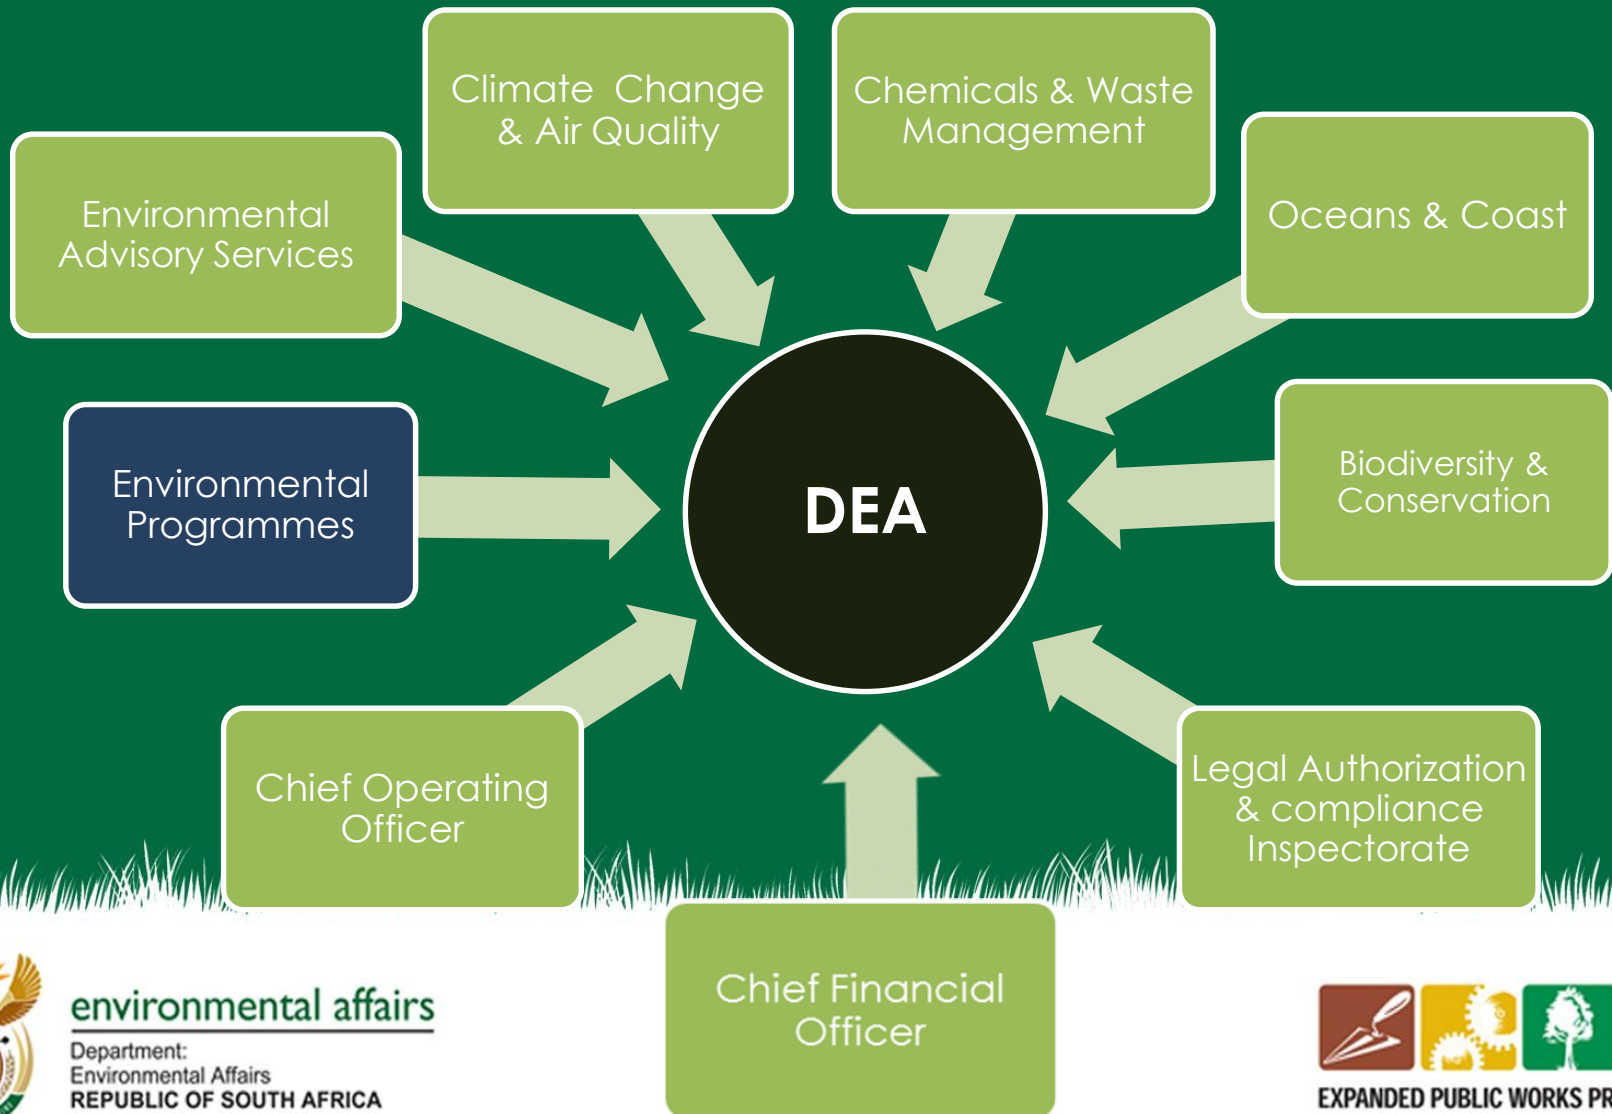 Climate Change
& Air Quality
Chemicals & Waste
Management
Environmental
Advisory Services
Oceans & Coast
Environmental
Programmes
DEA
Biodiversity &
Conservation
Chief Operating
Officer
Legal Authorization
& compliance
Inspectorate
Chief Financial
Officer
environmental affairs
Department:
Environmental Affairs
REPUBLIC OF SOUTH AFRICA
EXPANDED PUBLIC WORKS PR